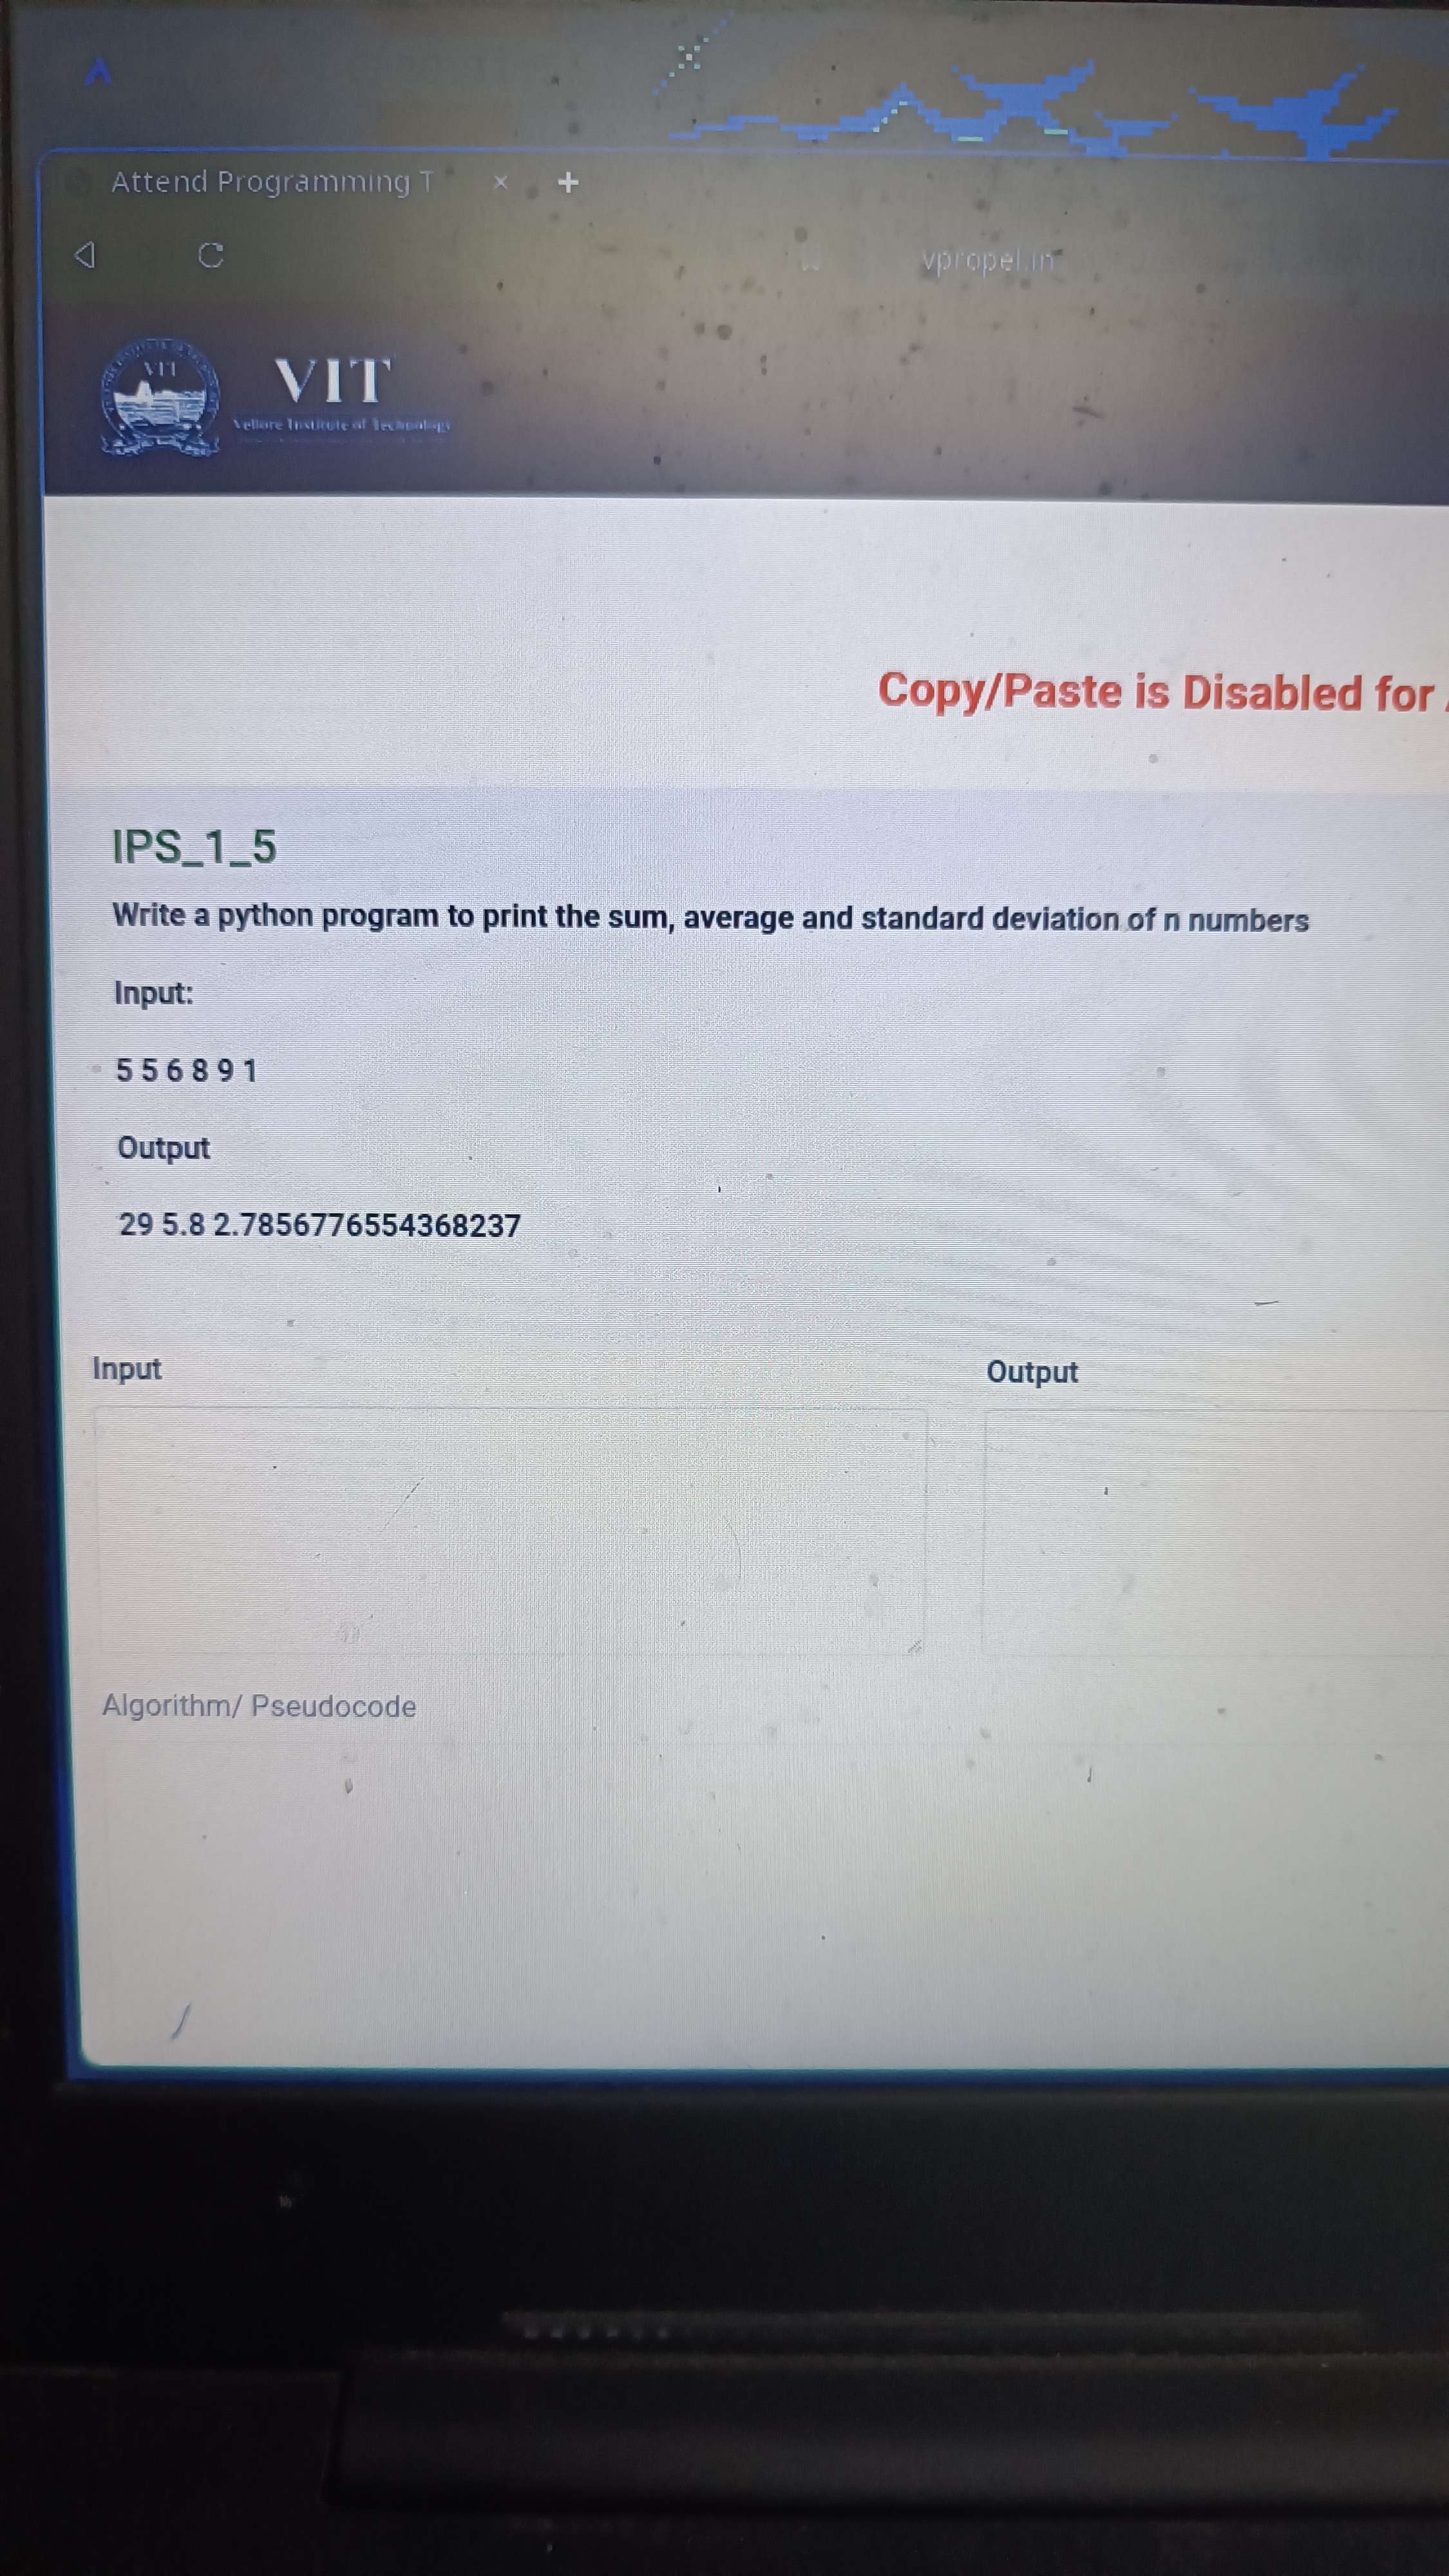 Attend Programming T
vpropel.in
VIT
VIT
Vellore Institute of Technology
Copy/Paste is Disabled for
IPS_1_5
Write a python program to print the sum, average and standard deviation of n numbers
Input:
5 5 6 8 9 1
Output
29 5.8 2.7856776554368237
Input
Output
Algorithm/ Pseudocode